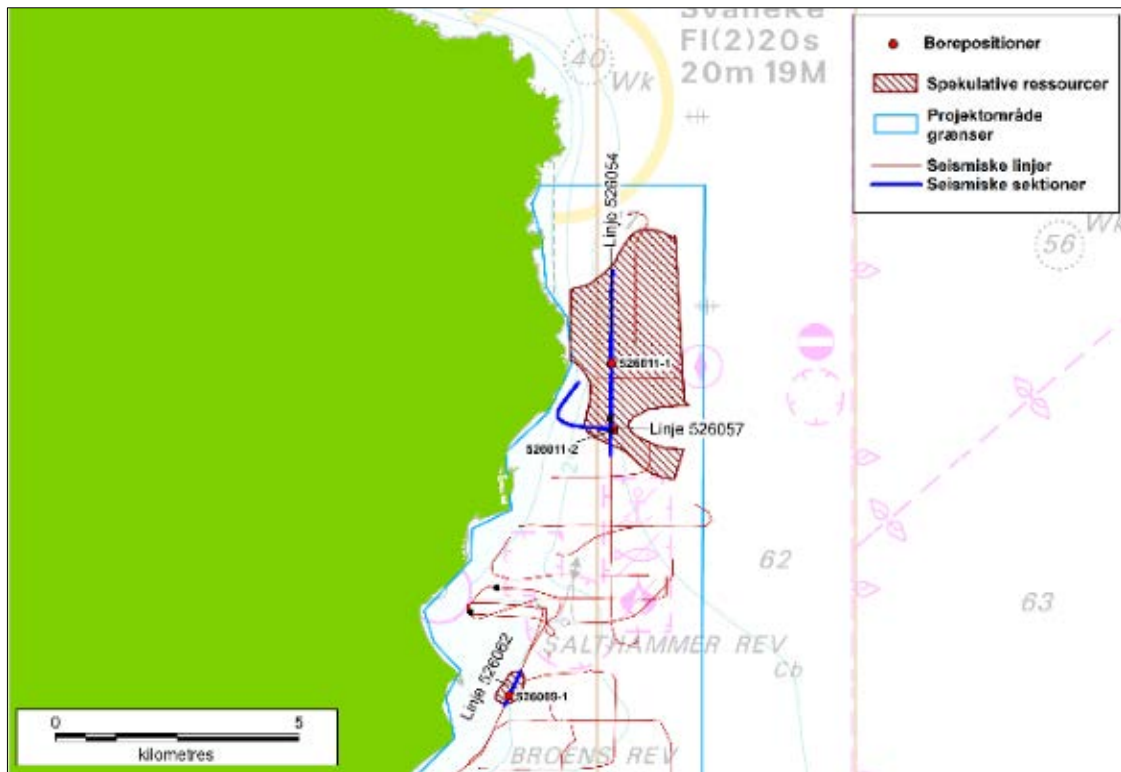 Svaneke
Fl(2)20s
20m 19M
40
Wk
Borepositioner
Spekulative ressourcer
Projektområde
grænser
Seismiske linjer
Seismiske sektioner
Linje 526054
56
Wk
526011-1
Linje 526057
526011-2
62
63
SALTHAMMER REV
Cb
Linje 526062
526009-1
BROENS REV
0 5
kilometres